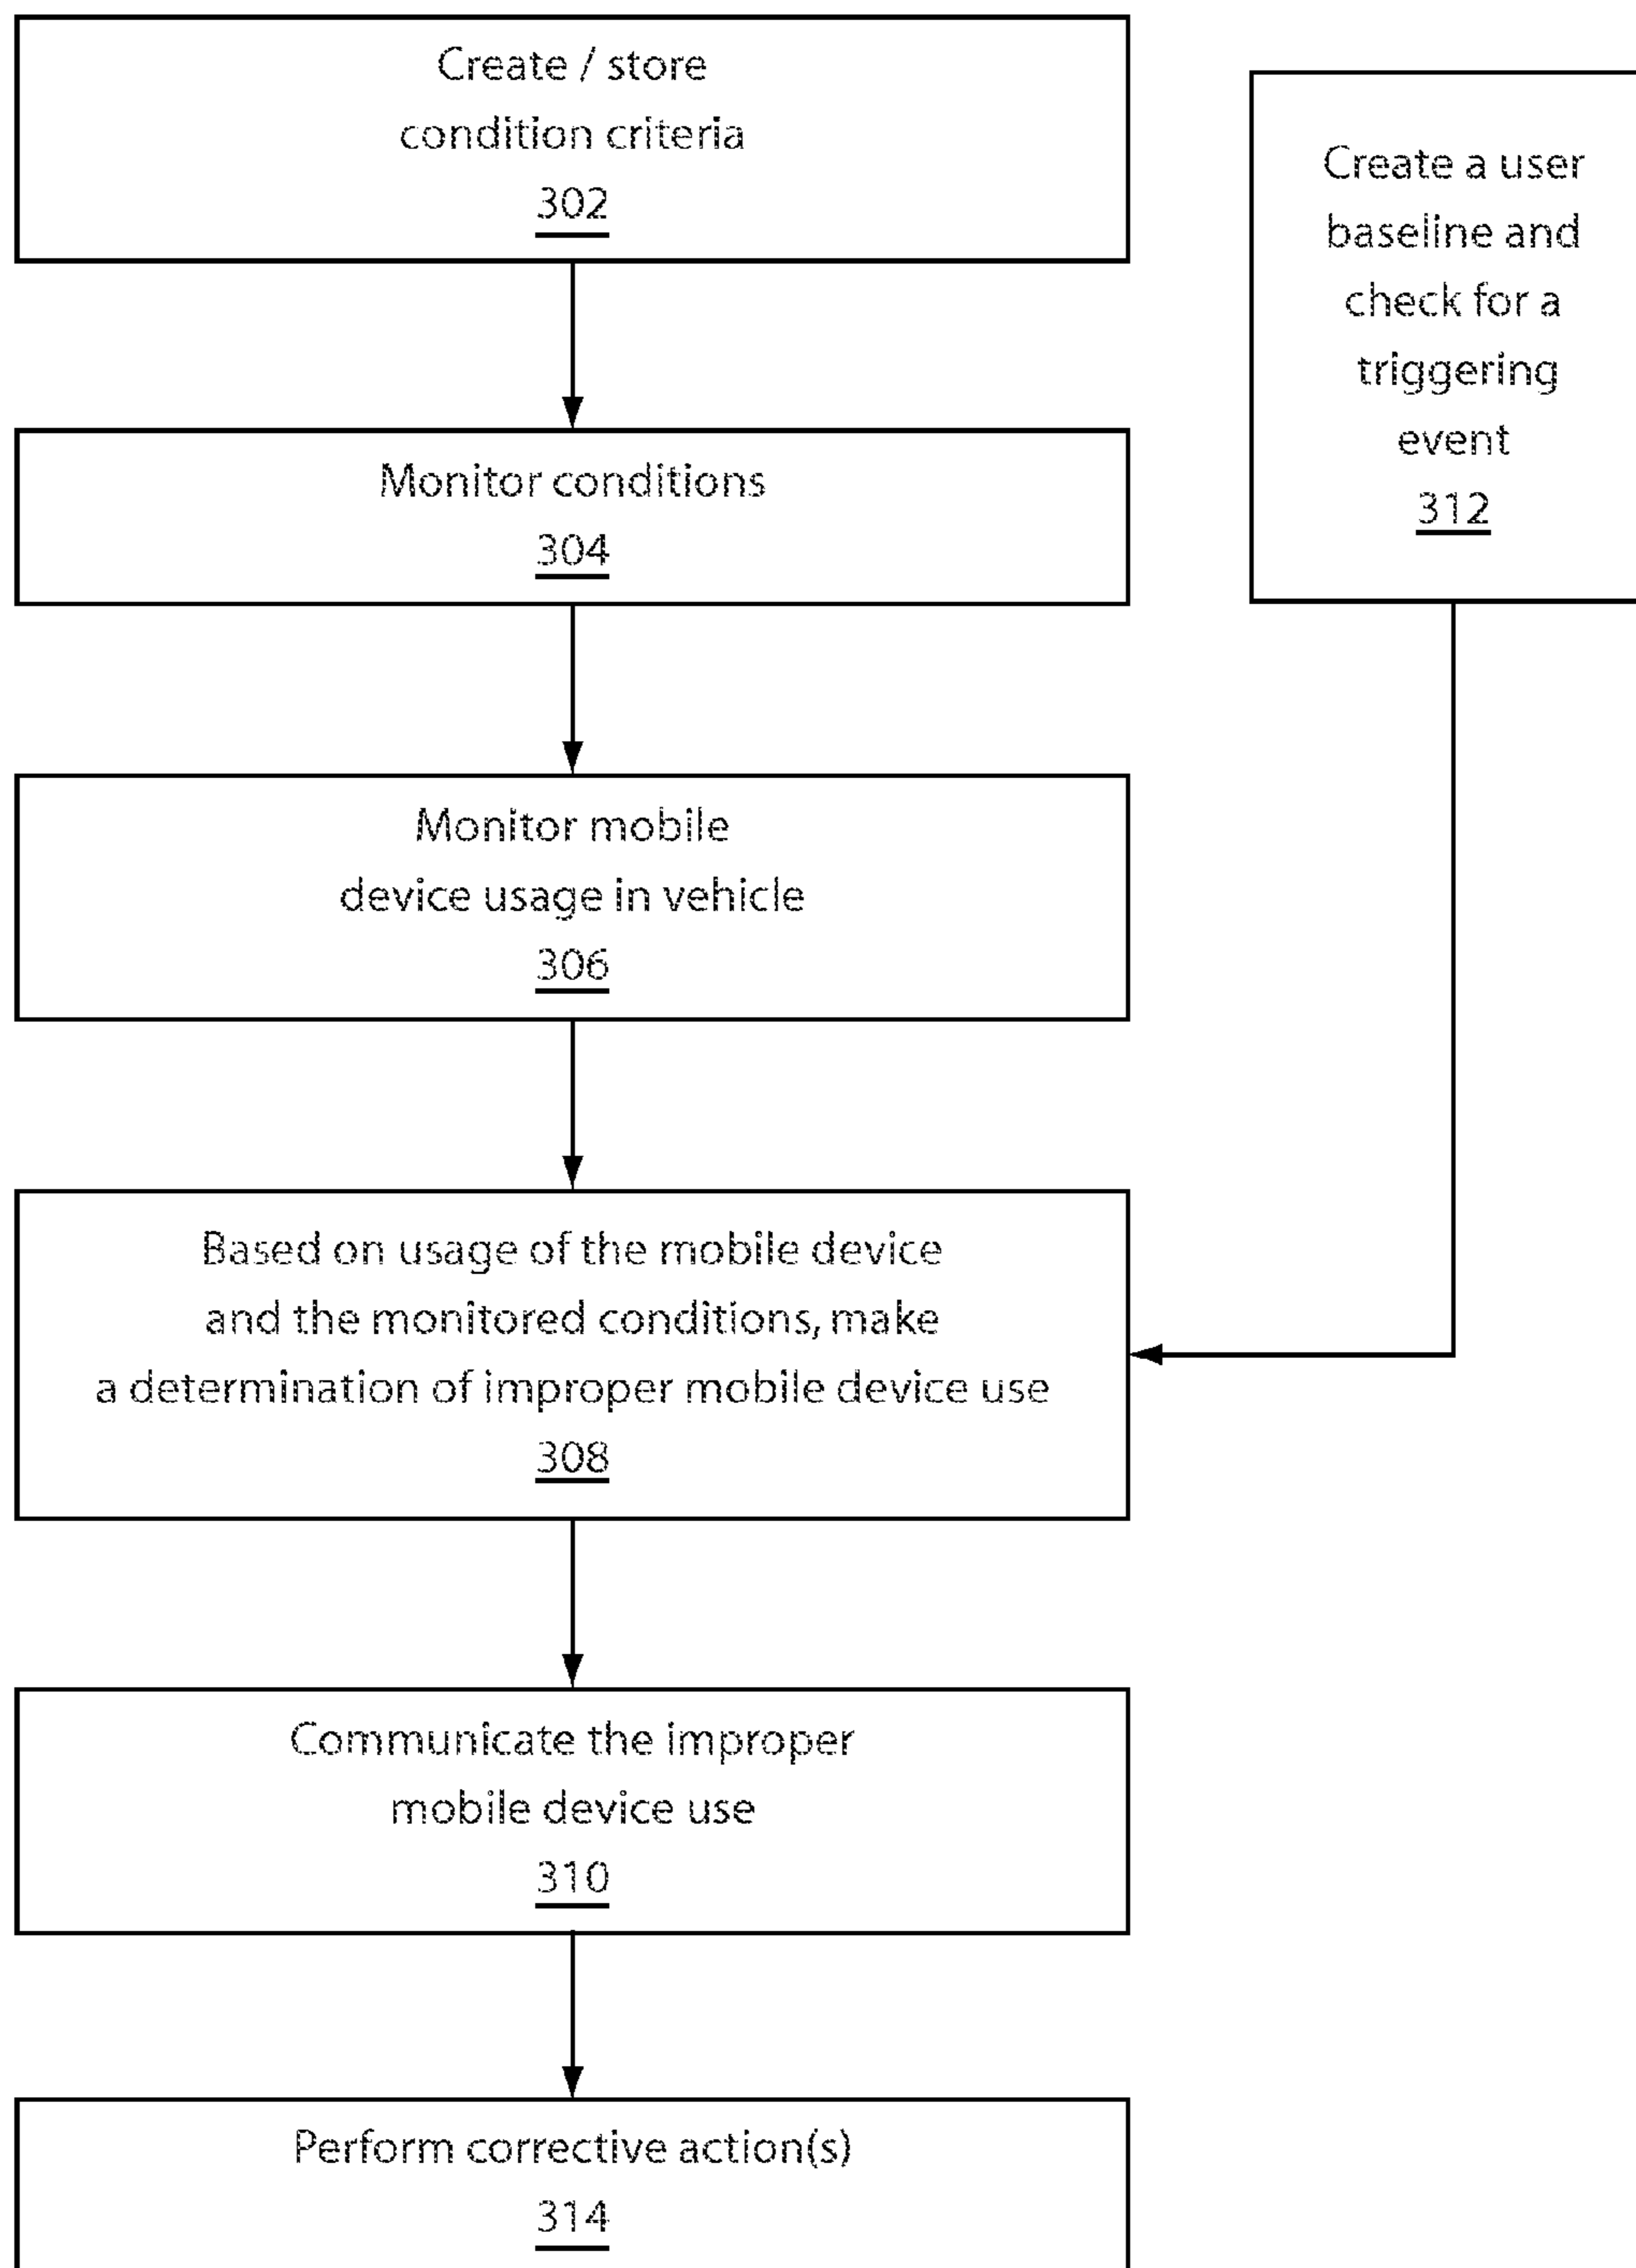 Create / store
condition criteria
302
Create a user
baseline and
check for a
triggering
event
312
Monitor conditions
304
Monitor mobile
device usage in vehicle
306
Based on usage of the mobile device
and the monitored conditions, make
a determination of improper mobile device use
308
Communicate the improper
mobile device use
310
Perform corrective action(s)
314